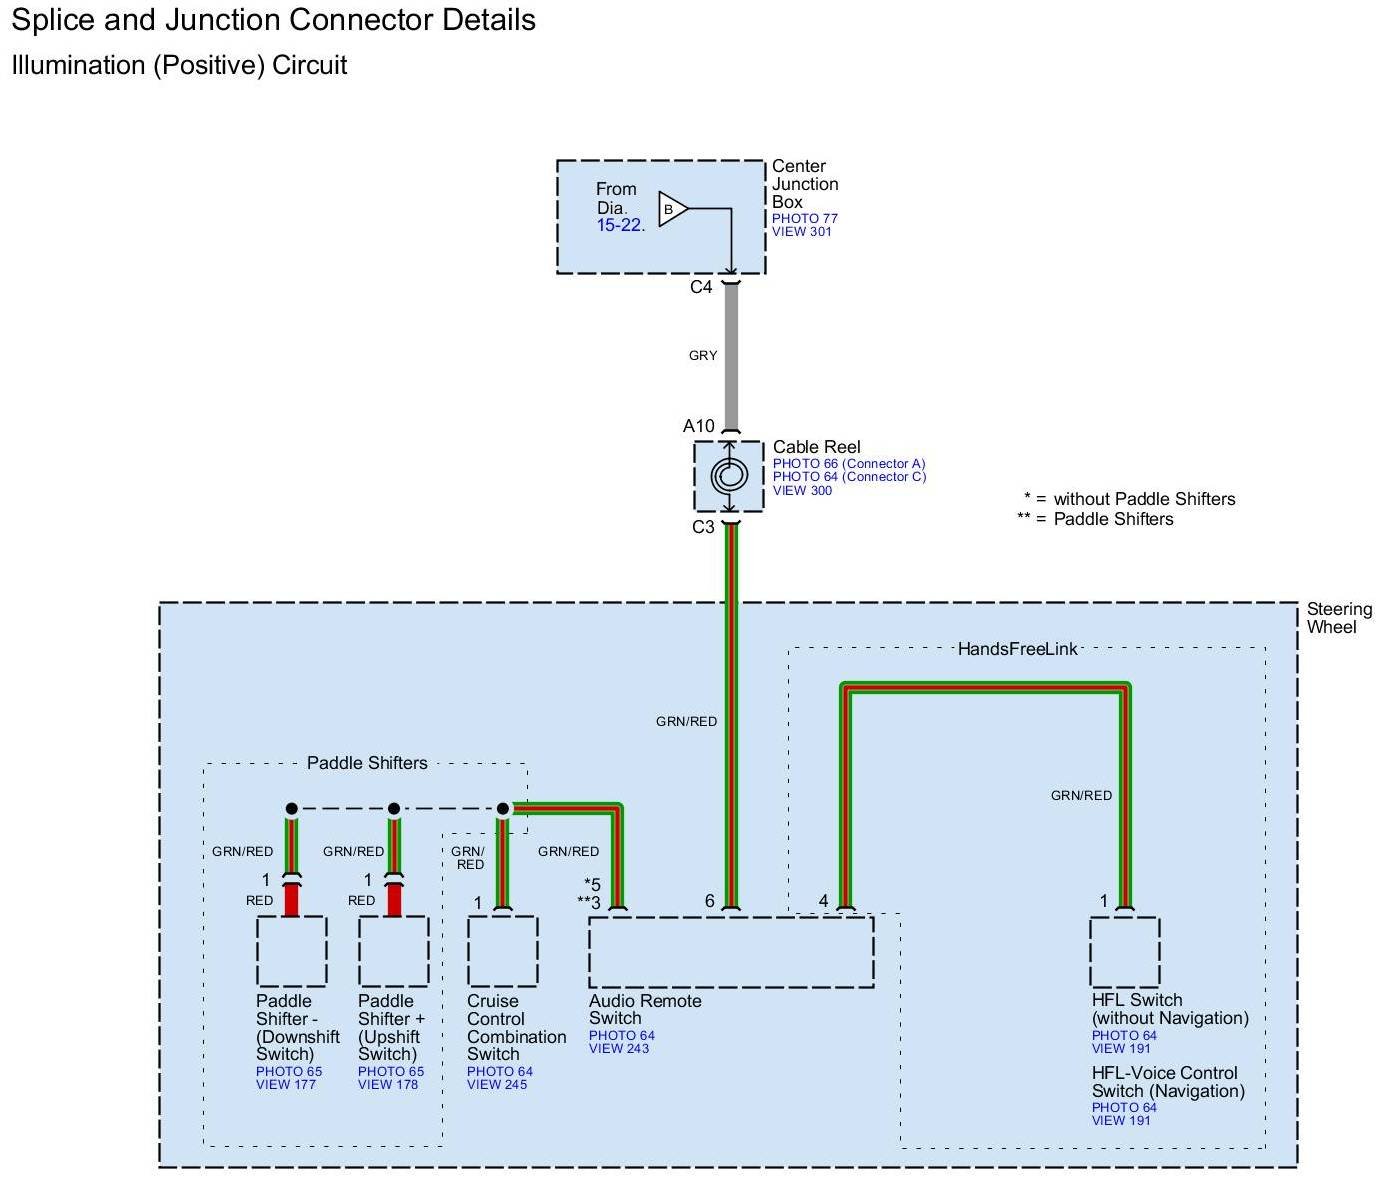 Splice and Junction Connector Details
Illumination (Positive) Circuit
From
Dia.
15-22.
B
Center
Junction
Box
PHOTO 77
VIEW 301
C4
GRY
A10
Cable Reel
PHOTO 66 (Connector A)
PHOTO 64 (Connector C)
VIEW 300
C3
* = without Paddle Shifters
** = Paddle Shifters
Steering
Wheel
HandsFreeLink
GRN/RED
Paddle Shifters
GRN/RED
GRN/RED
GRN/RED
GRN/
RED
GRN/RED
1
RED
1
RED
1
*5
**3
6
4
1
Paddle
Shifter -
(Downshift
Switch)
PHOTO 65
VIEW 177
Paddle
Shifter +
(Upshift
Switch)
PHOTO 65
VIEW 178
Cruise
Control
Combination
Switch
PHOTO 64
VIEW 245
Audio Remote
Switch
PHOTO 64
VIEW 243
HFL Switch
(without Navigation)
PHOTO 64
VIEW 191
HFL-Voice Control
Switch (Navigation)
PHOTO 64
VIEW 191